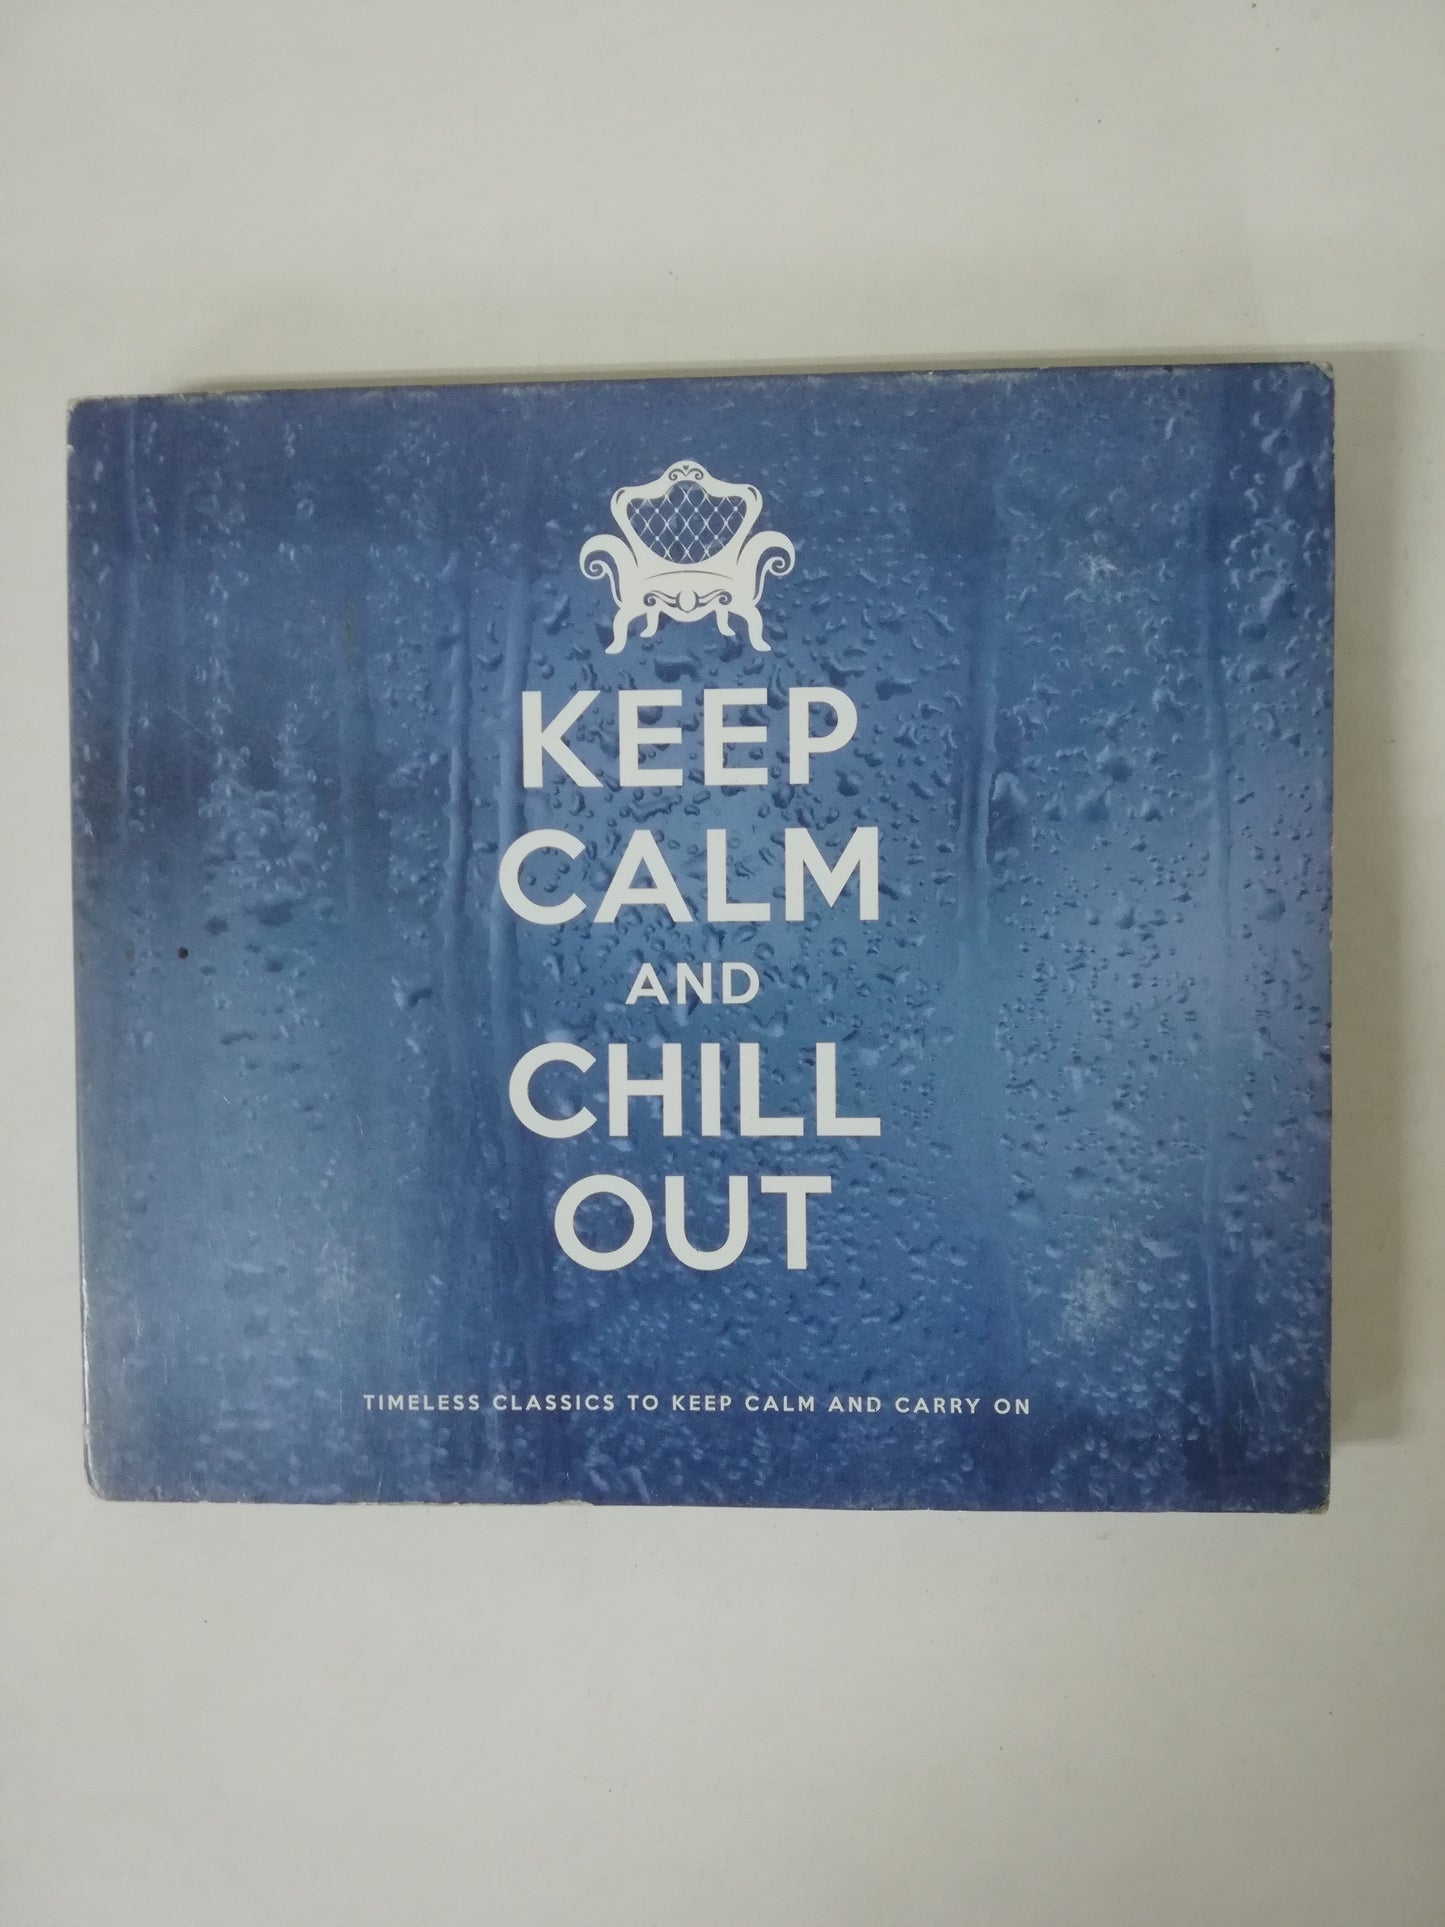 KEEP
CALM
AND
CHILL
OUT
TIMELESS CLASSICS TO KEEP CALM AND CARRY ON